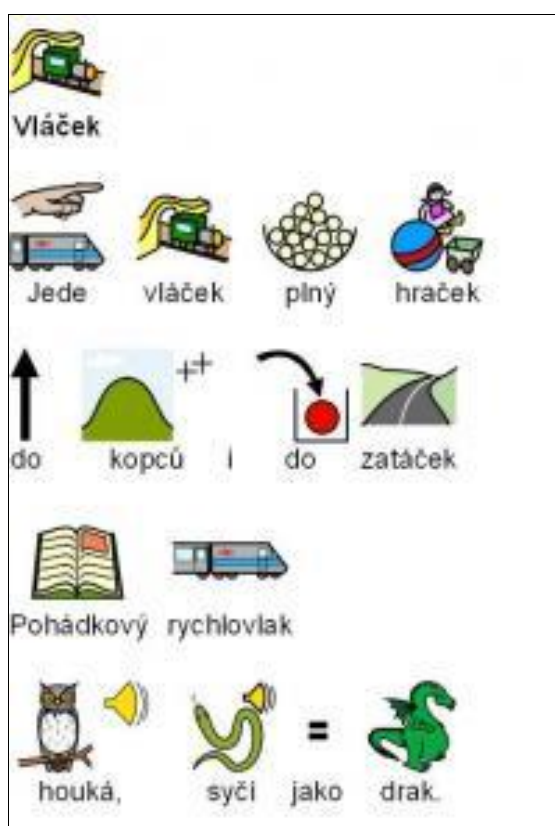 Vláček
Jede vláček plný hraček
do kopců i do zatáček
Pohádkový rychlovlak
houká, syčí jako drak.